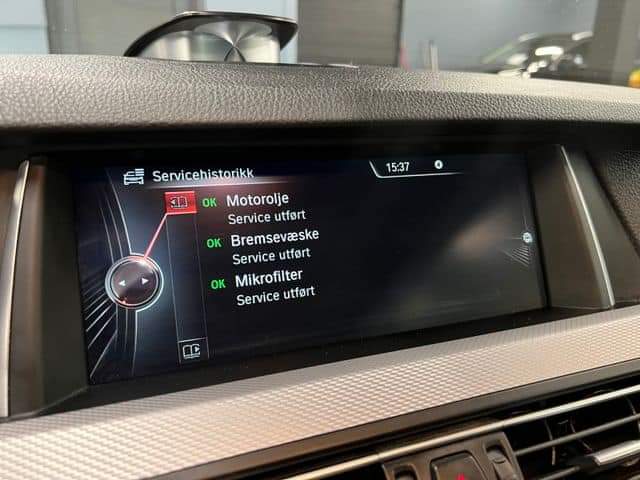 Servicehistorikk
15:37
OK Motorolje
Service utført
OK Bremsevæske
Service utført
OK Mikrofilter
Service utført